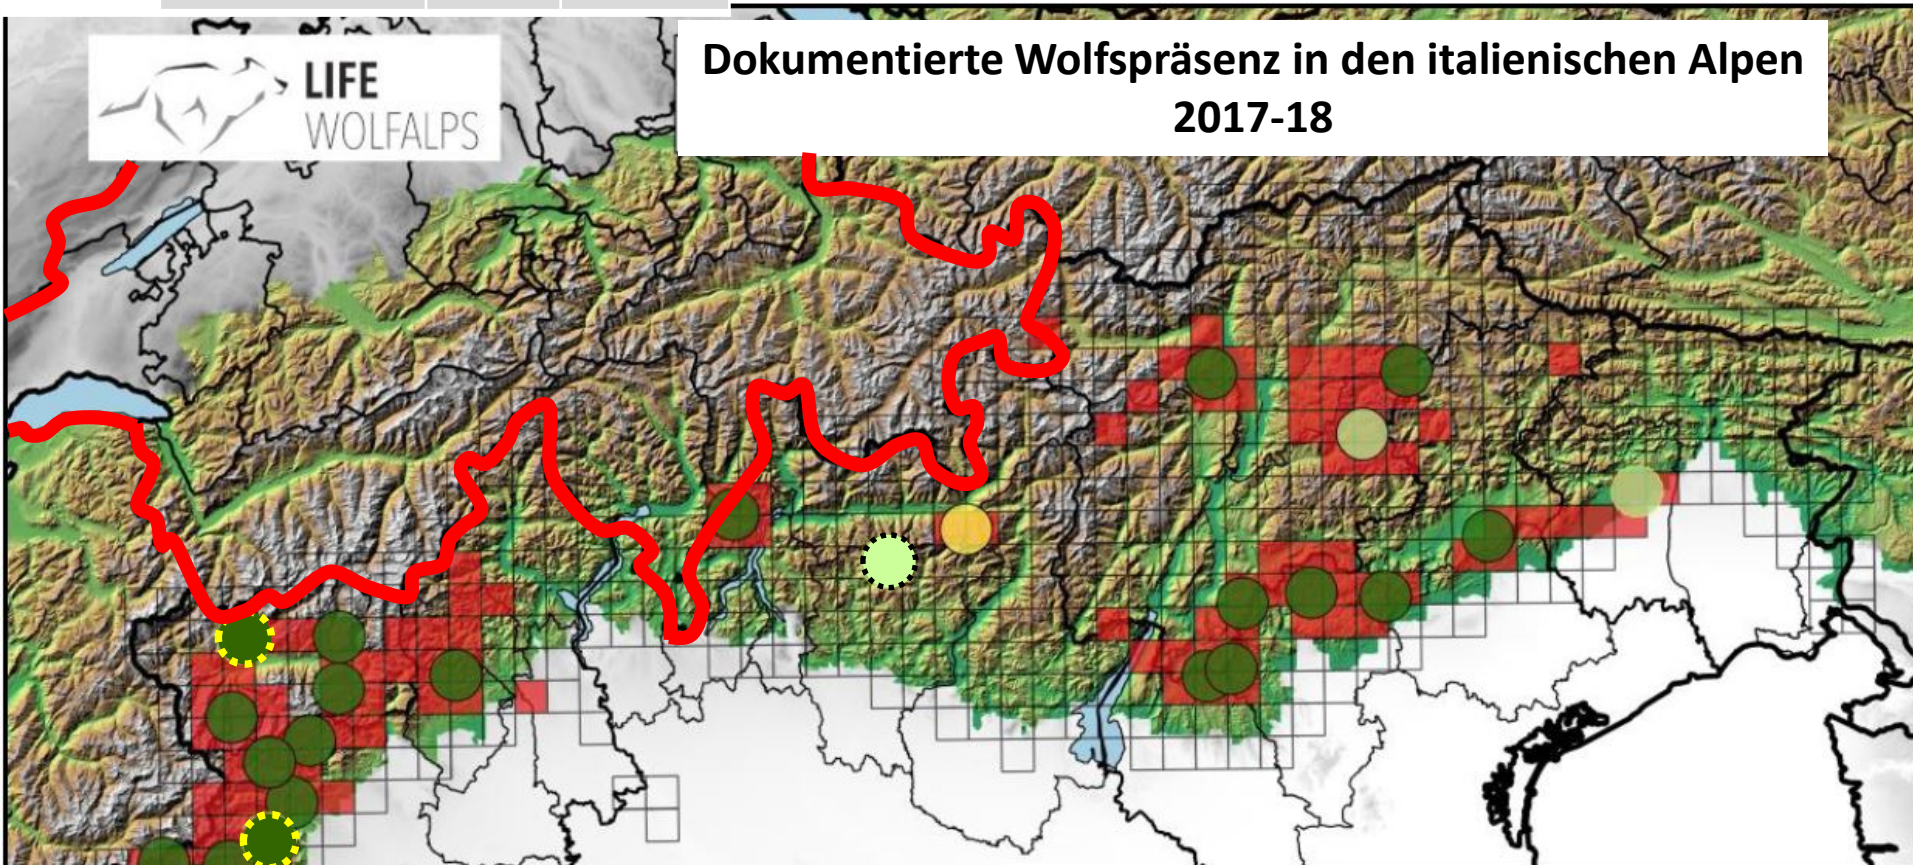 LIFE
WOLFALPS
Dokumentierte Wolfspräsenz in den italienischen Alpen
2017-18